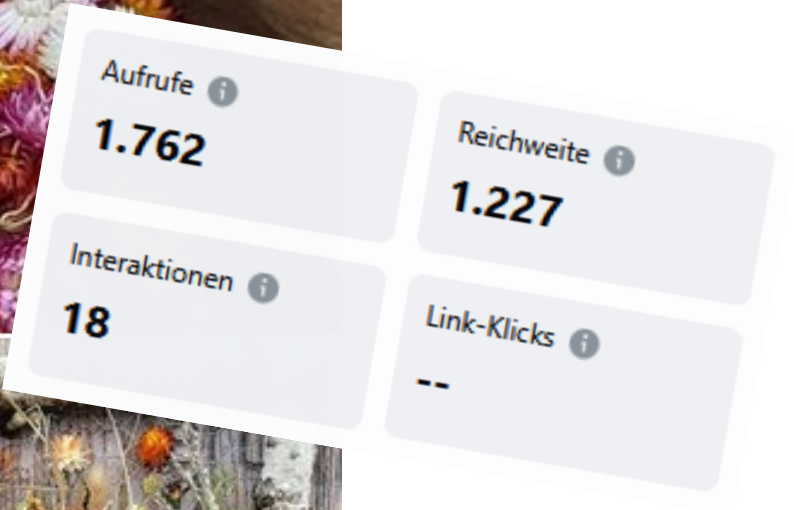 Aufrufe
1.762
Reichweite
1.227
Interaktionen
18
Link-Klicks
--